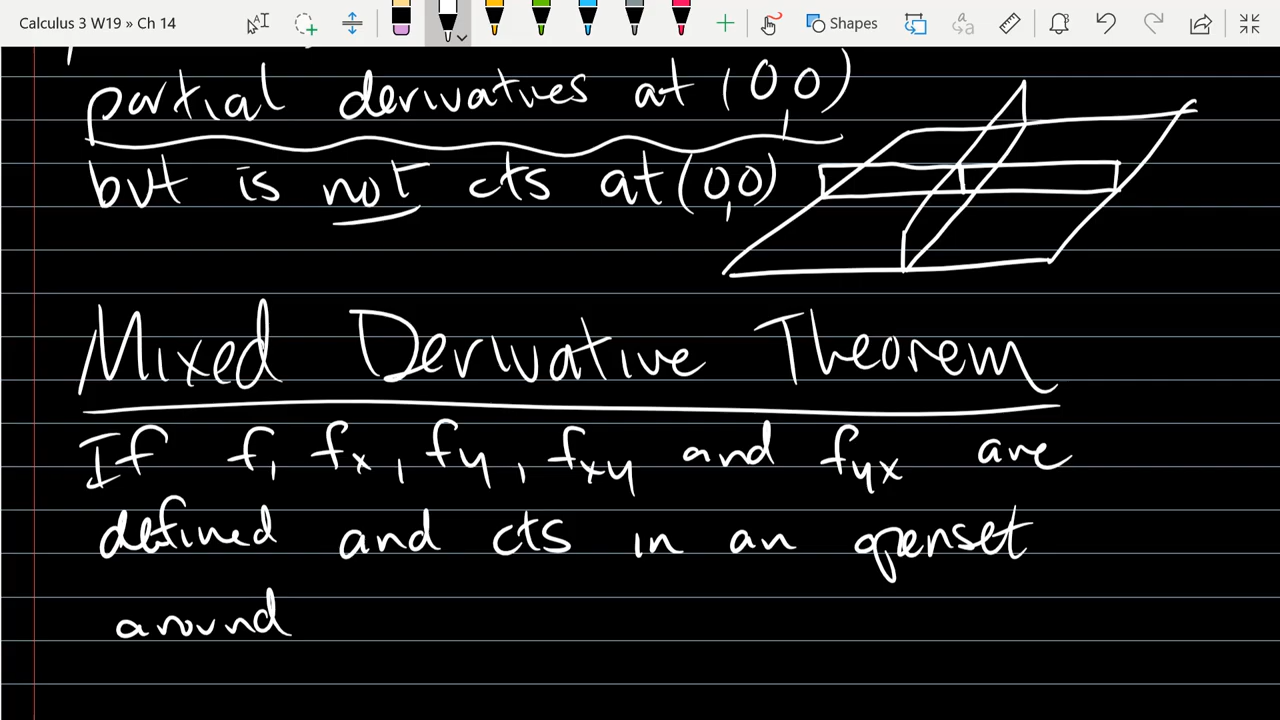 Calculus 3 W19 » Ch 14
Shapes
partial derivatives at (0,0)
but is not cts at (0,0)
Mixed Derivative Theorem
If f, fx, fy, fxy and fyx are
defined and cts in an openset
around